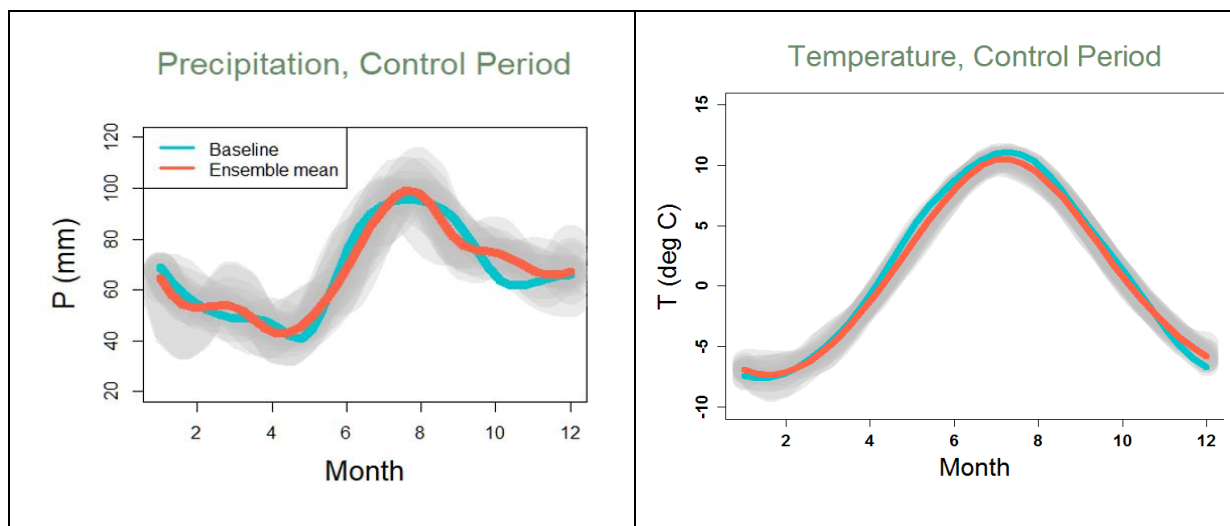 Precipitation, Control Period
Baseline
Ensemble mean
P (mm)
120
100
80
60
40
20
2 4 6 8 10 12
Month
Temperature, Control Period
T (deg C)
15
10
5
0
-5
-10
2 4 6 8 10 12
Month